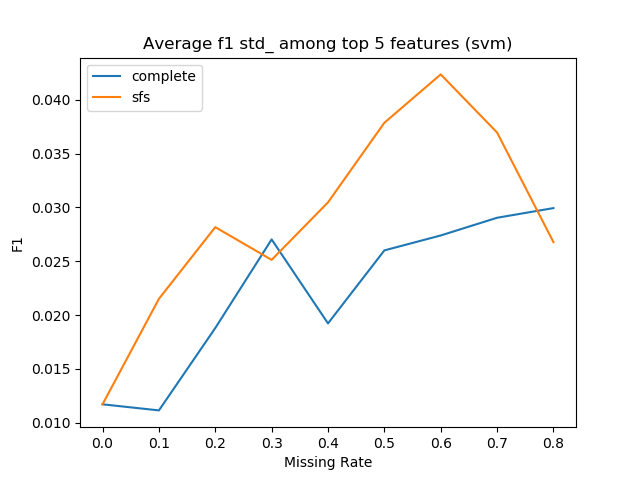 Average f1 std_ among top 5 features (svm)
complete
sfs
0.040
0.035
0.030
0.025
0.020
0.015
0.010
F1
0.0 0.1 0.2 0.3 0.4 0.5 0.6 0.7 0.8
Missing Rate